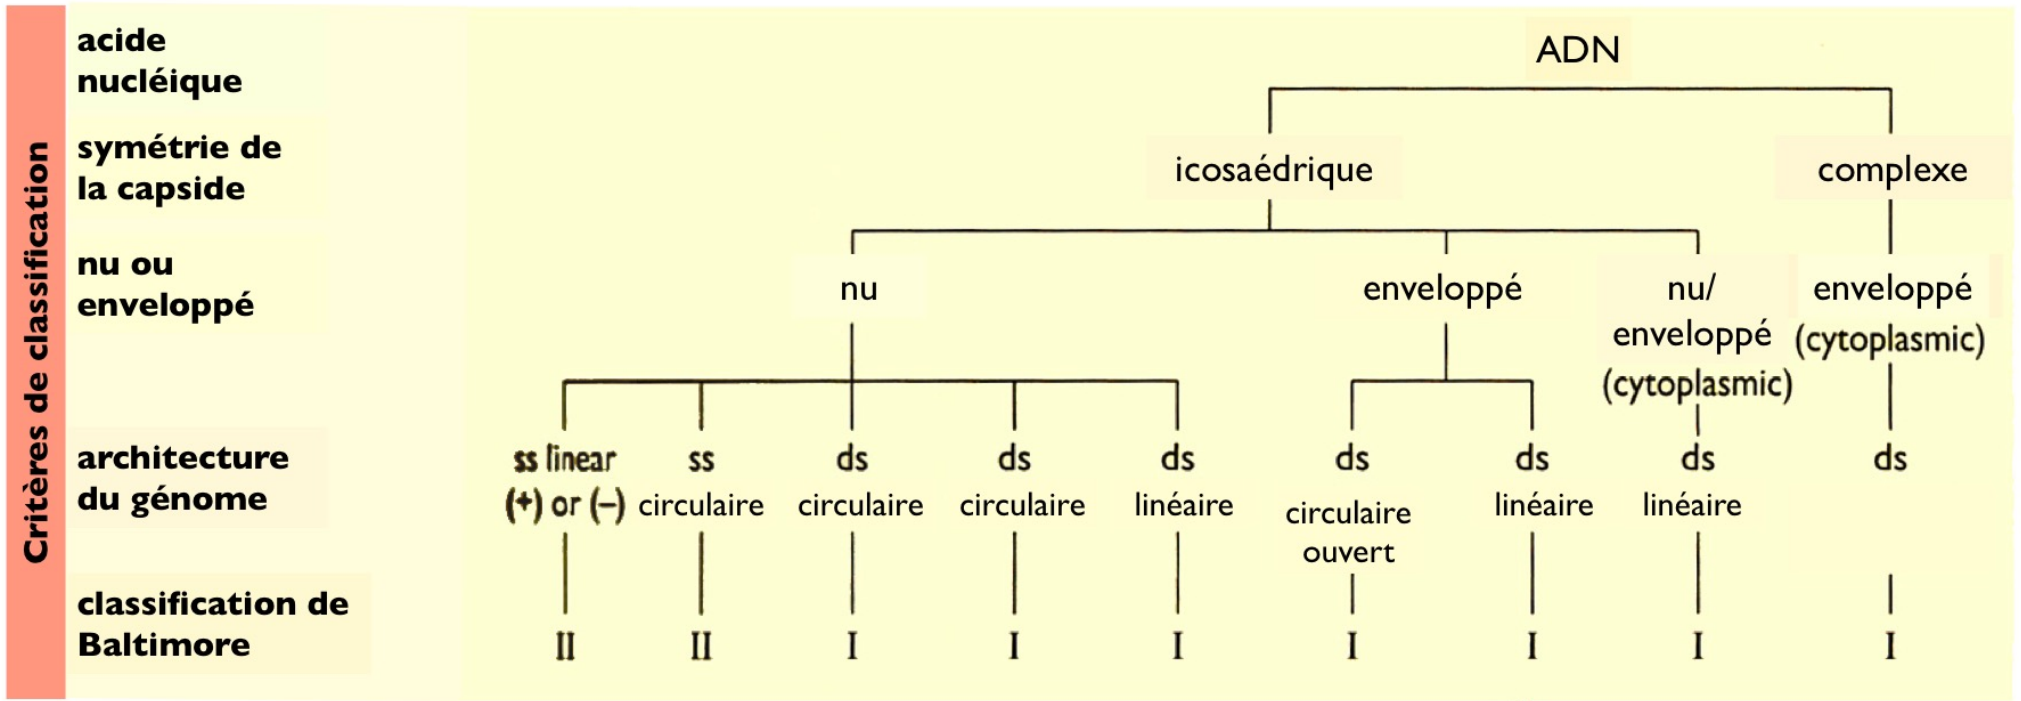 Critères de classification
acide
nucléique
ADN
symétrie de
la capside
icosaédrique
complexe
nu ou
enveloppé
nu
enveloppé
nu/
enveloppé
(cytoplasmic)
enveloppé
(cytoplasmic)
architecture
du génome
ss linear
(+) or (–)
ss
circulaire
ds
circulaire
ds
circulaire
ds
linéaire
ds
circulaire
ouvert
ds
linéaire
ds
linéaire
ds
classification de
Baltimore
II
II
I
I
I
I
I
I
I